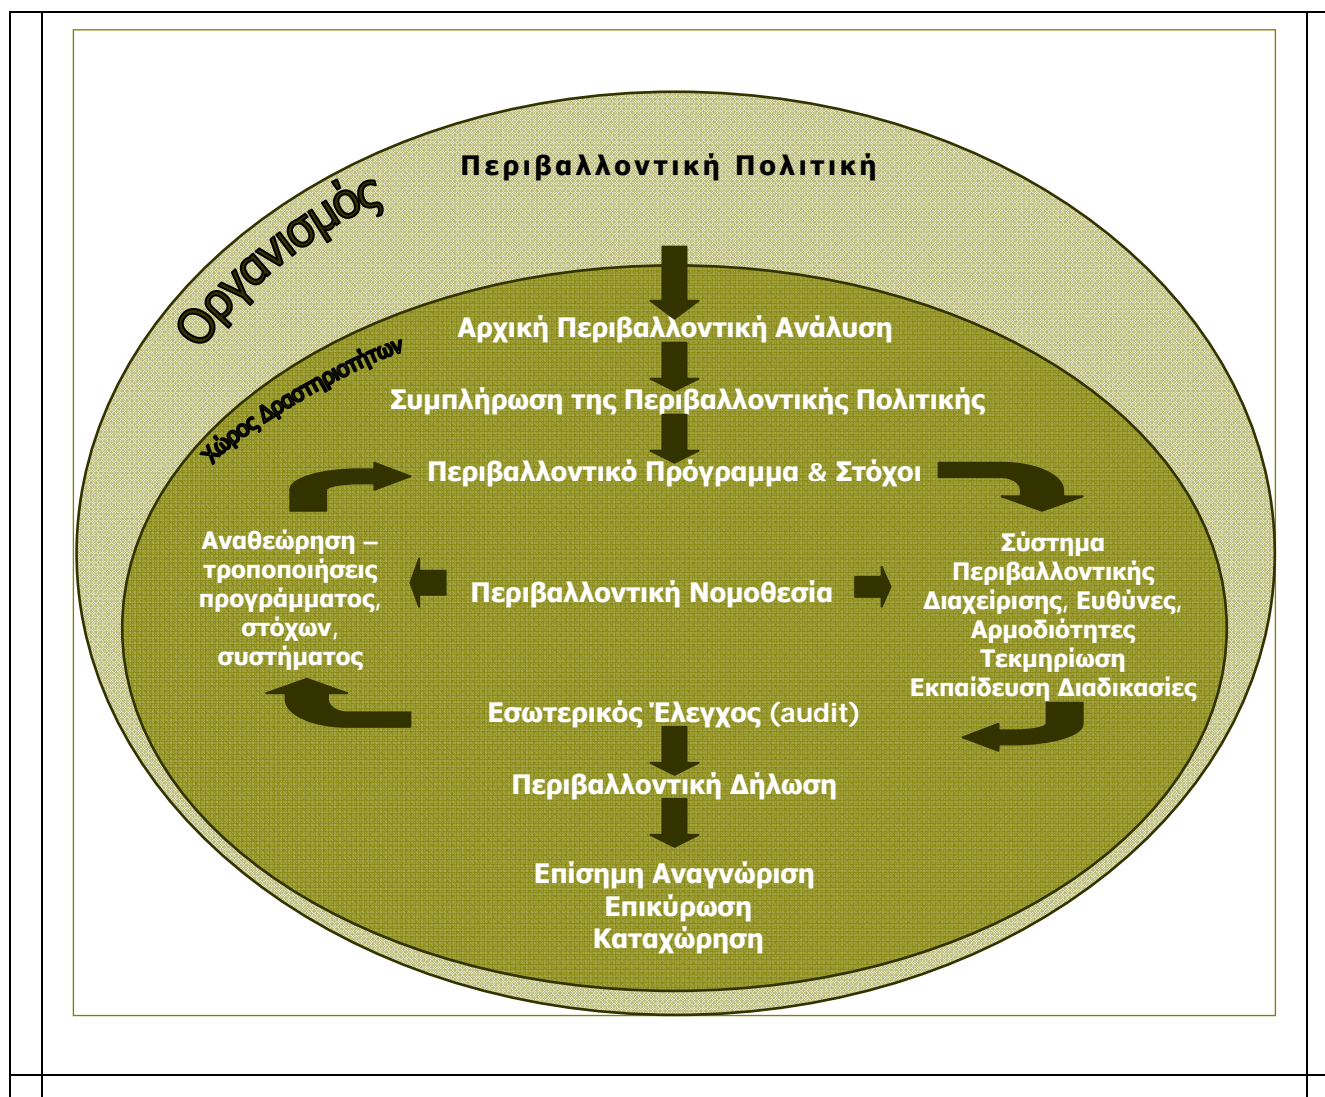 Περιβαλλοντική Πολιτική
Οργανισμός
Αρχική Περιβαλλοντική Ανάλυση
Χώρος Δραστηριοτήτων
Συμπλήρωση της Περιβαλλοντικής Πολιτικής
Περιβαλλοντικό Πρόγραμμα & Στόχοι
Αναθεώρηση –
τροποποιήσεις
προγράμματος,
στόχων,
συστήματος
Περιβαλλοντική Νομοθεσία
Σύστημα
Περιβαλλοντικής
Διαχείρισης, Ευθύνες,
Αρμοδιότητες
Τεκμηρίωση
Εκπαίδευση Διαδικασίες
Εσωτερικός Έλεγχος (audit)
Περιβαλλοντική Δήλωση
Επίσημη Αναγνώριση
Επικύρωση
Καταχώρηση